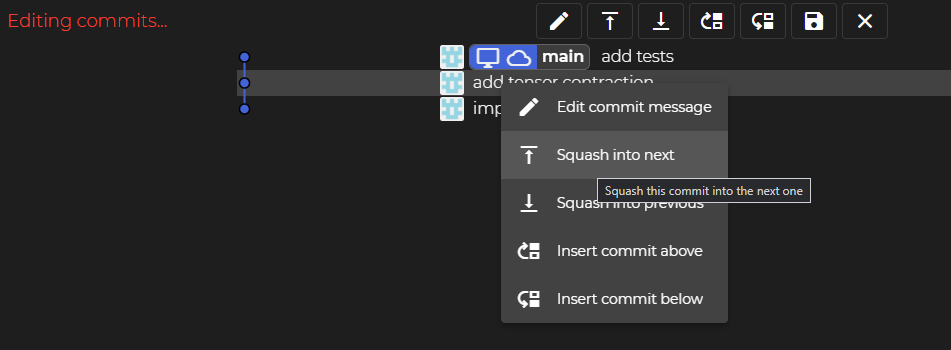 Editing commits...
main add tests
add tensor contraction
imp
Edit commit message
Squash into next
Squash this commit into the next one
Squash into previous
Insert commit above
Insert commit below